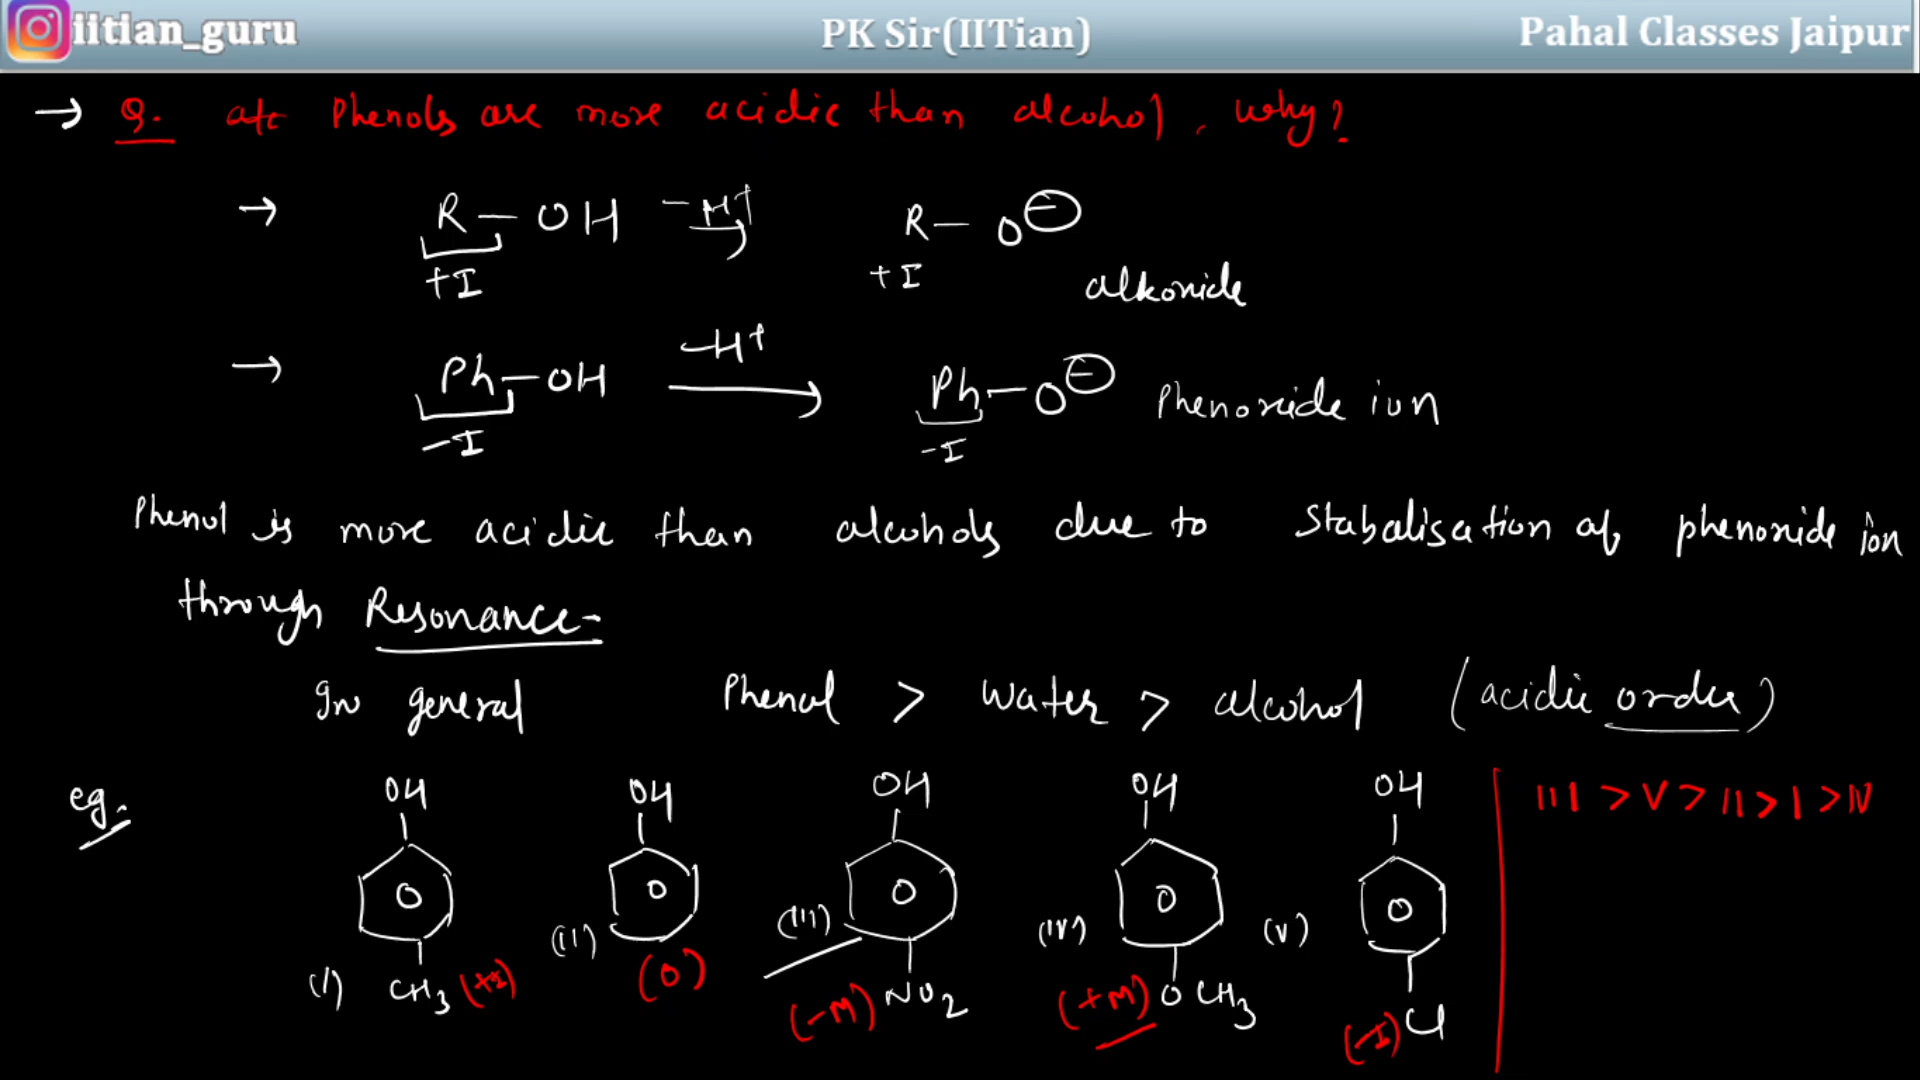 iitian_guru PK Sir(IITian) Pahal Classes Jaipur
→ Q. Phenols are more acidic than alcohol, why?
→ R-OH -H⁺ R-O⊖
+I +I alkoxide
→ Ph-OH -H⁺ Ph-O⊖ Phenoxide ion
-I -I
Phenol is more acidic than alcohols due to stabalisation of phenoxide ion
through Resonance-
In general Phenol > water > alcohol (acidic order)
eg. OH OH OH OH OH III > V > II > I > IV
(I) CH3 (+I) (II) (0) (III) (-M) NO2 (IV) (+M) OCH3 (V) (-I) Cl